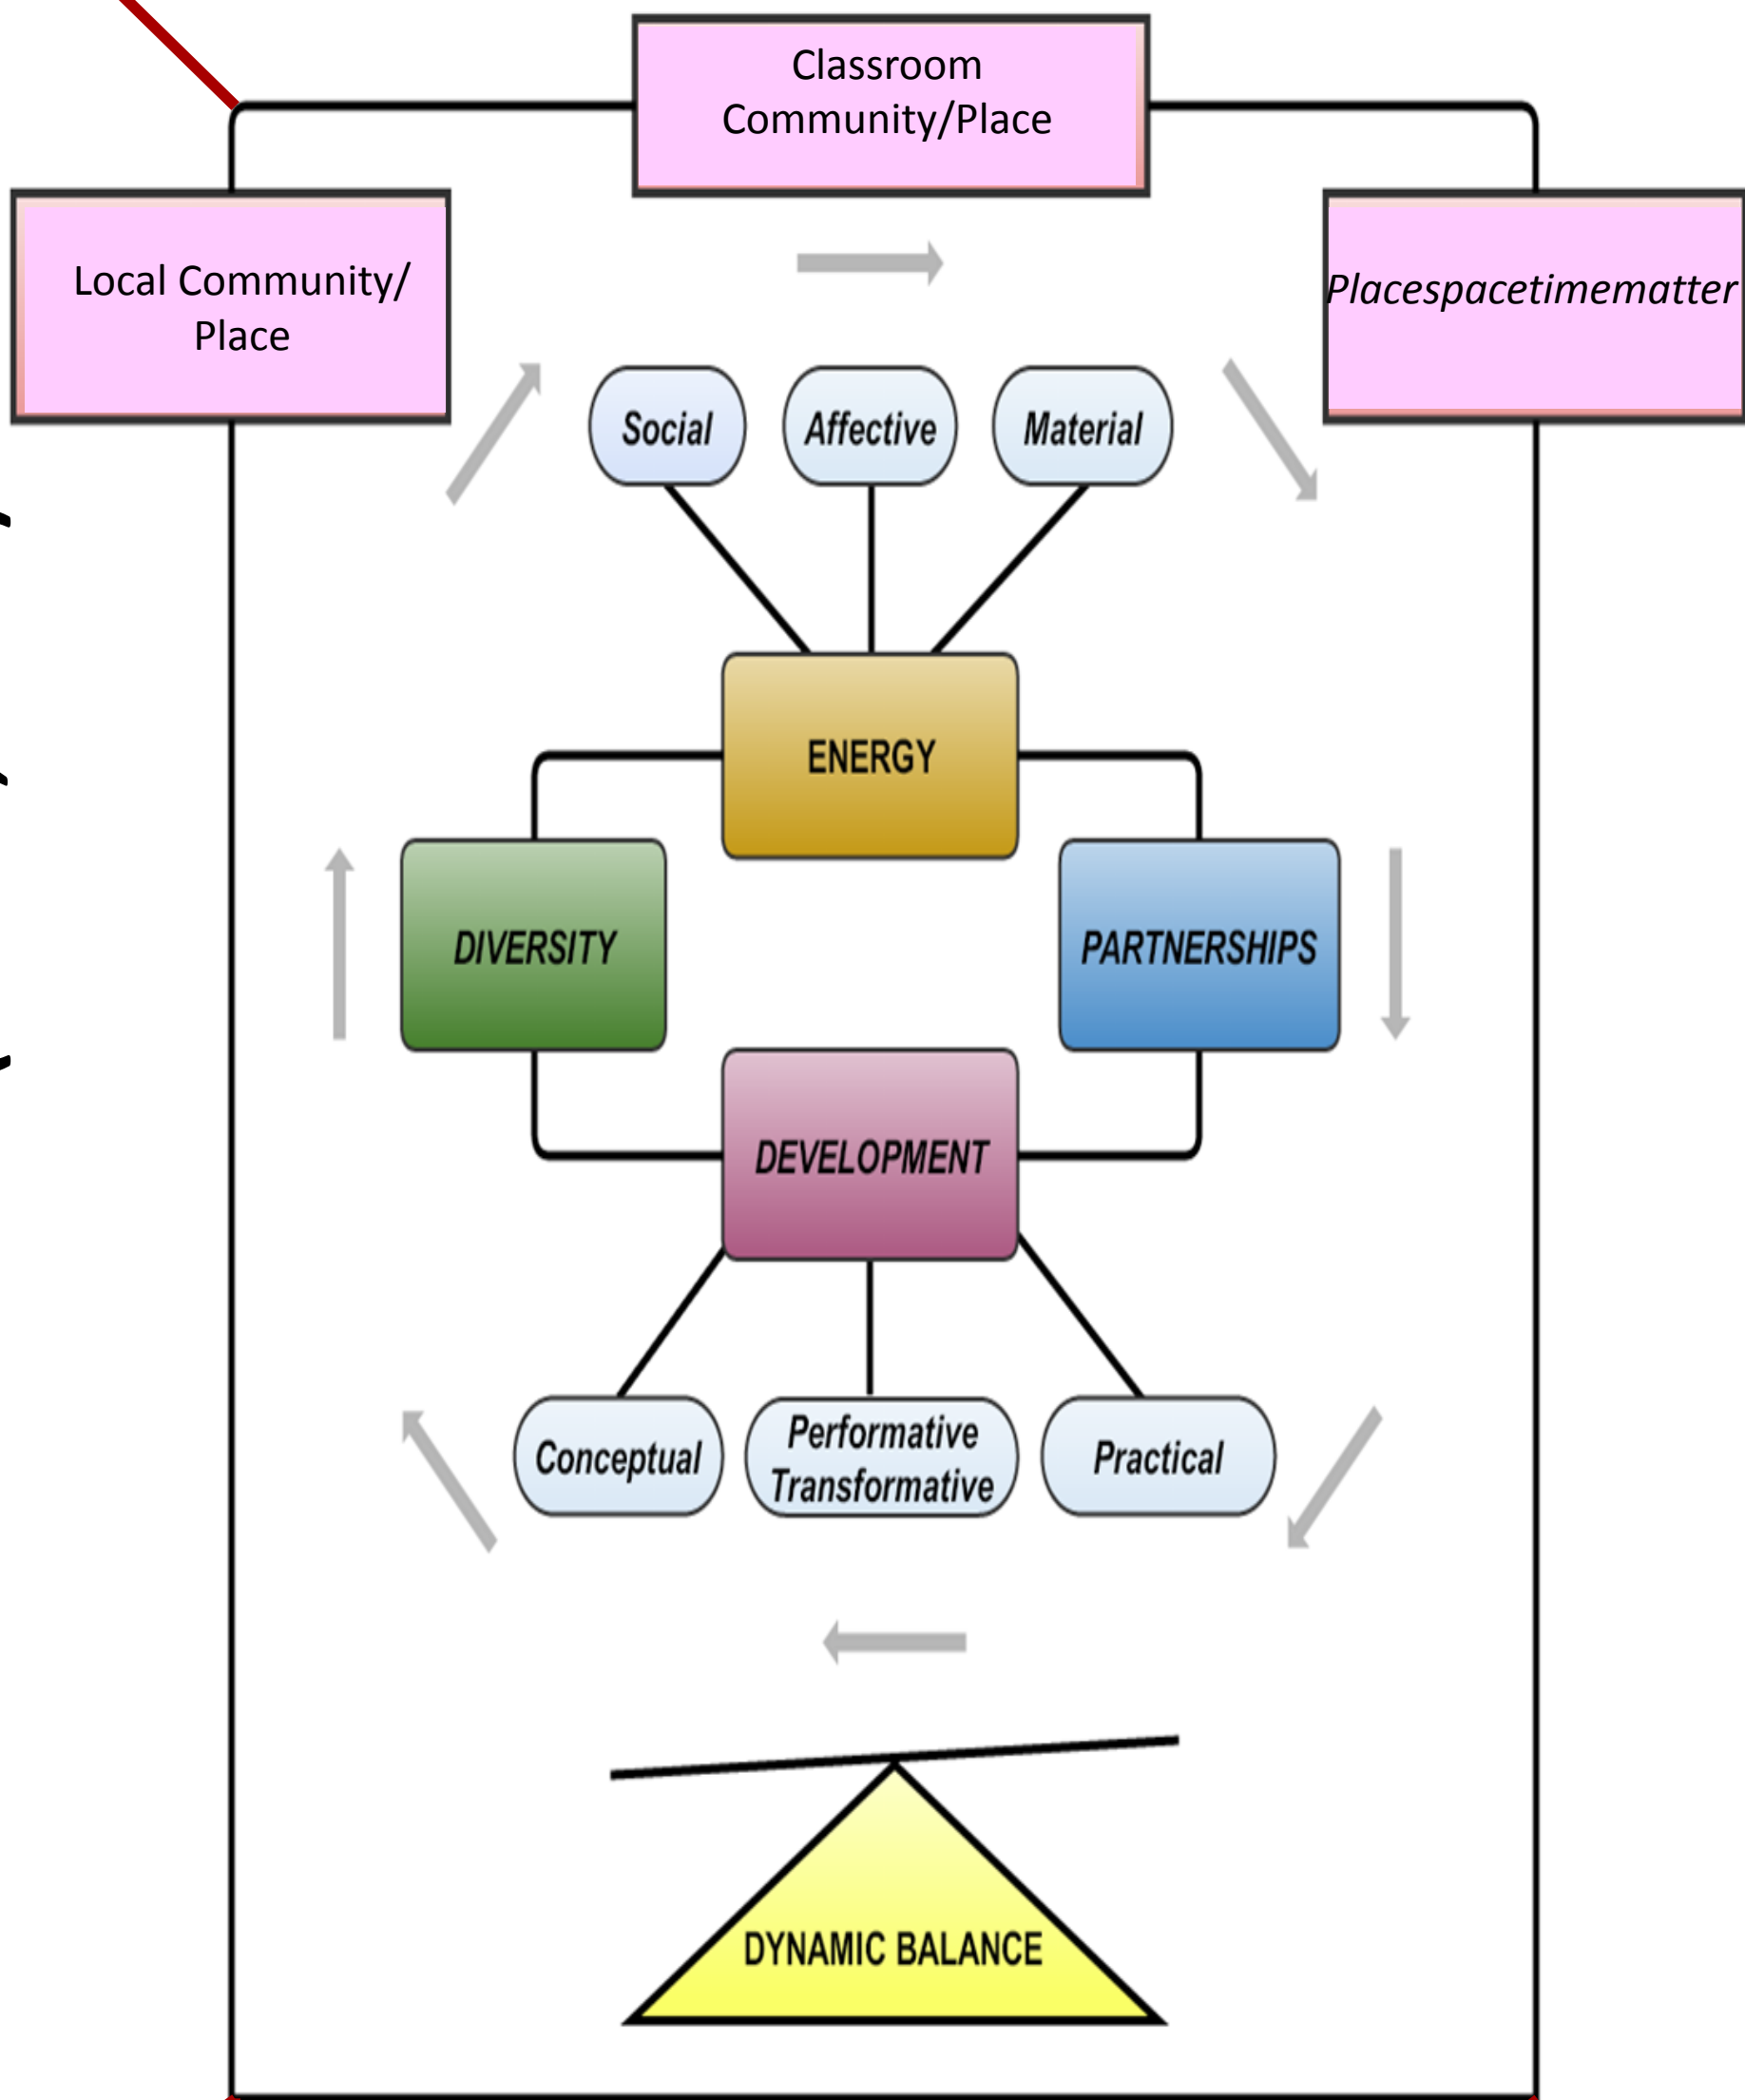 Classroom
Community/Place
Local Community/
Place
Placespacetimematter
Social
Affective
Material
ENERGY
DIVERSITY
PARTNERSHIPS
DEVELOPMENT
Conceptual
Performative
Transformative
Practical
DYNAMIC BALANCE